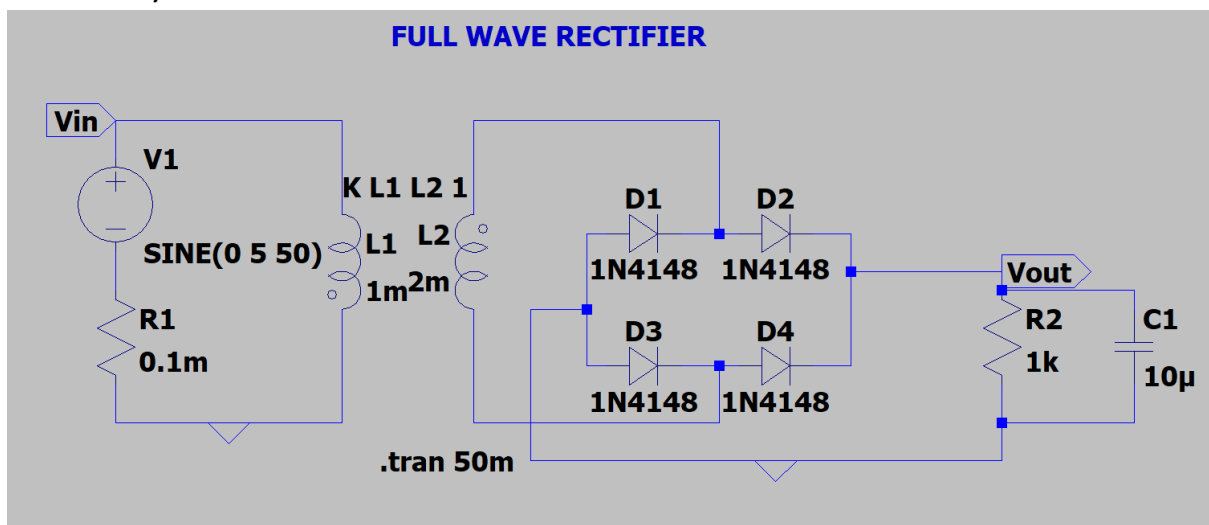 FULL WAVE RECTIFIER
Vin
V1
K L1 L2 1
SINE(0 5 50)
L1
1m
L2
2m
R1
0.1m
D1
1N4148
D2
1N4148
D3
1N4148
D4
1N4148
Vout
R2
1k
C1
10µ
.tran 50m